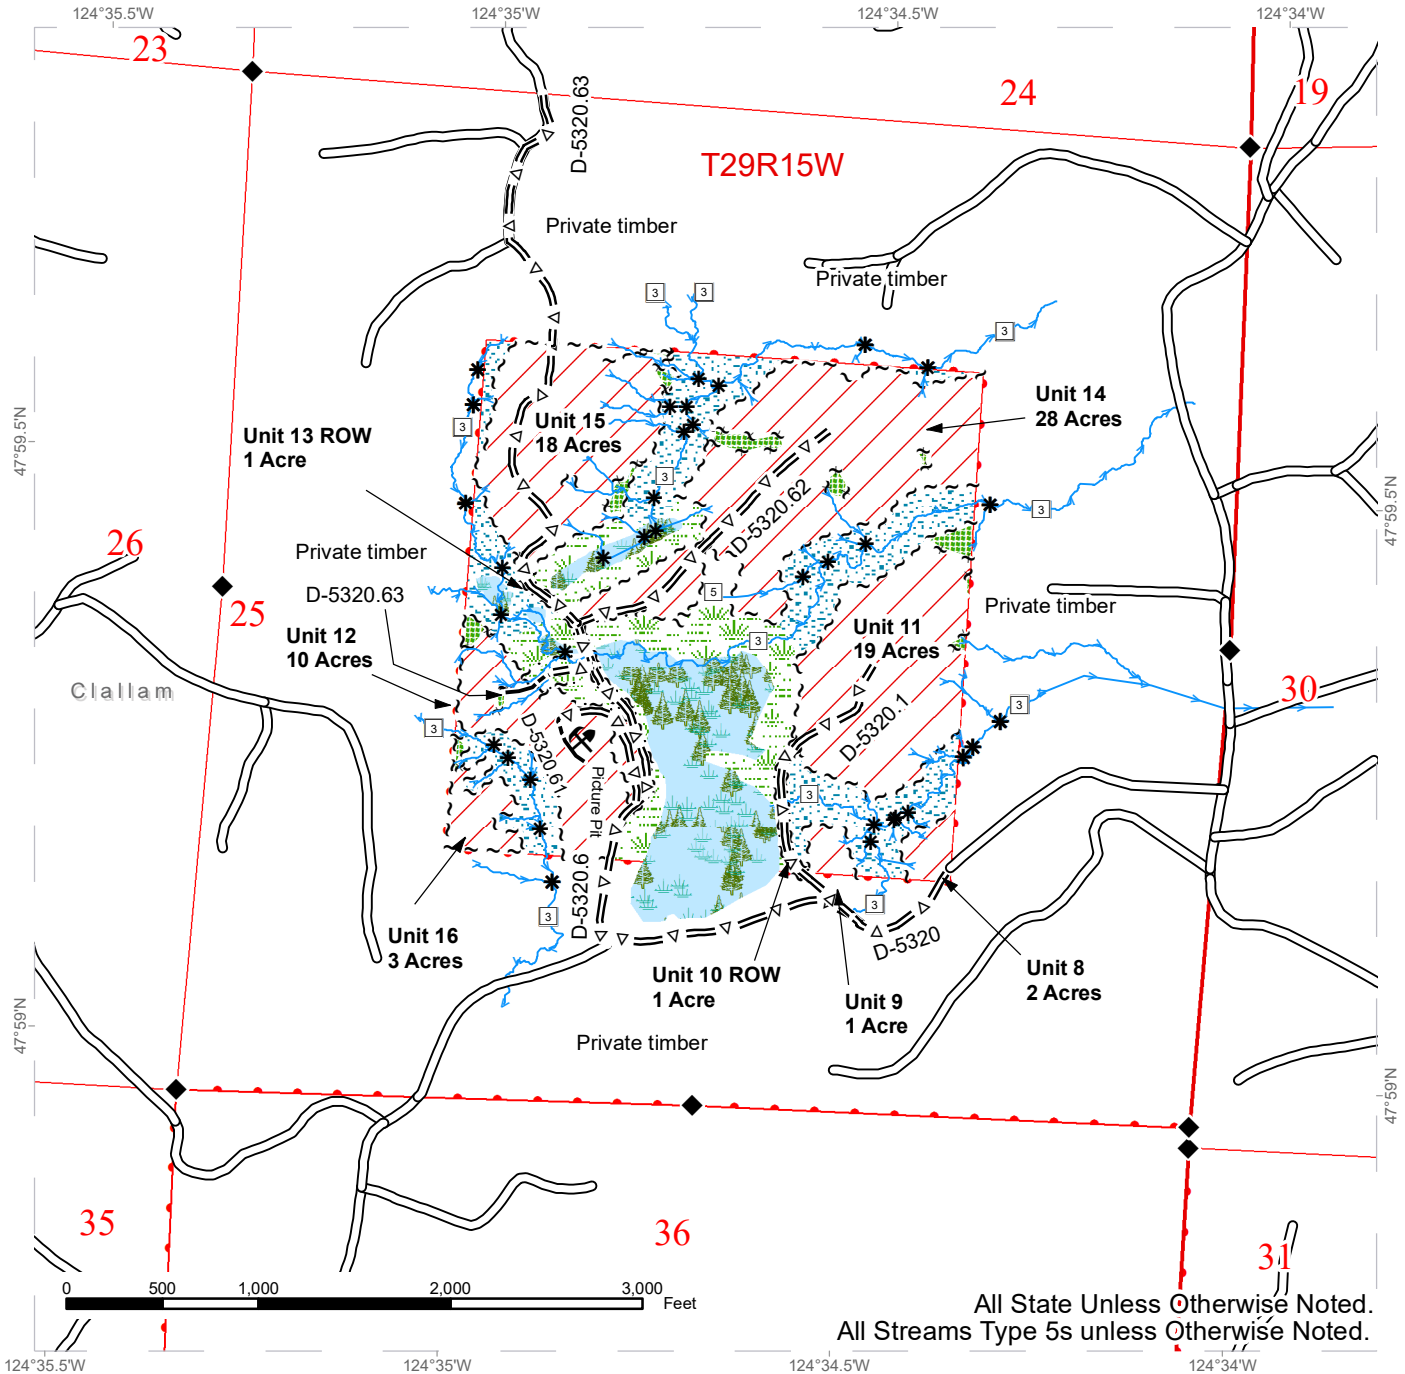 124°35.5'W
124°35'W
124°34.5'W
124°34'W
23
24
19
D-5320.63
T29R15W
Private timber
Private timber
3
3
3
Unit 14
28 Acres
Unit 15
18 Acres
3
Unit 13 ROW
1 Acre
47°59.5'N
47°59.5'N
3
3
D-5320.62
26
Private timber
D-5320.63
5
25
Private timber
Unit 12
10 Acres
Unit 11
19 Acres
3
Clallam
30
3
3
D-5320.1
D-5320.61
Picture Pit
3
D-5320.6
3
3
D-5320
Unit 16
3 Acres
Unit 10 ROW
1 Acre
Unit 9
1 Acre
Unit 8
2 Acres
47°59'N
Private timber
47°59'N
35
36
31
0 500 1,000 2,000 3,000
Feet
All State Unless Otherwise Noted.
All Streams Type 5s unless Otherwise Noted.
124°35.5'W
124°35'W
124°34.5'W
124°34'W